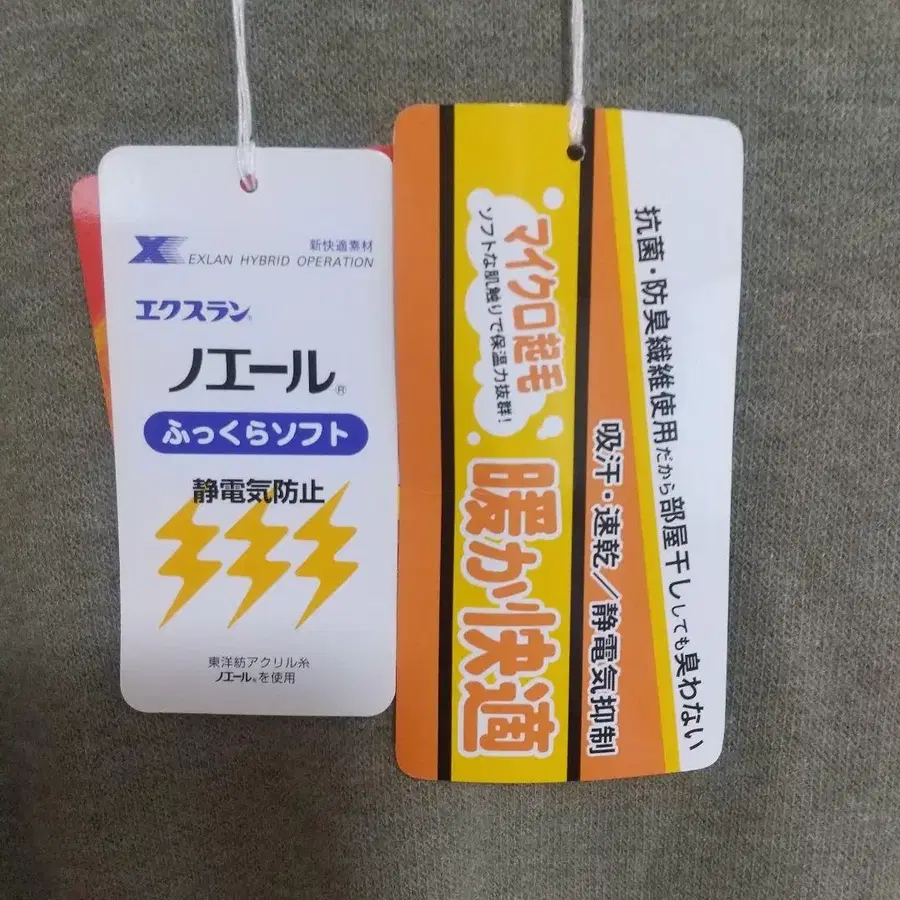 新快適素材
EXLAN HYBRID OPERATION
エクスラン®
ノエール®
ふっくらソフト
静電気防止
東洋紡アクリル糸
ノエール®を使用
抗菌・防臭繊維使用だから部屋干ししても臭わない
吸汗・速乾/静電気抑制
マイクロ起毛
ソフトな肌触りで保温力抜群!
暖か快適